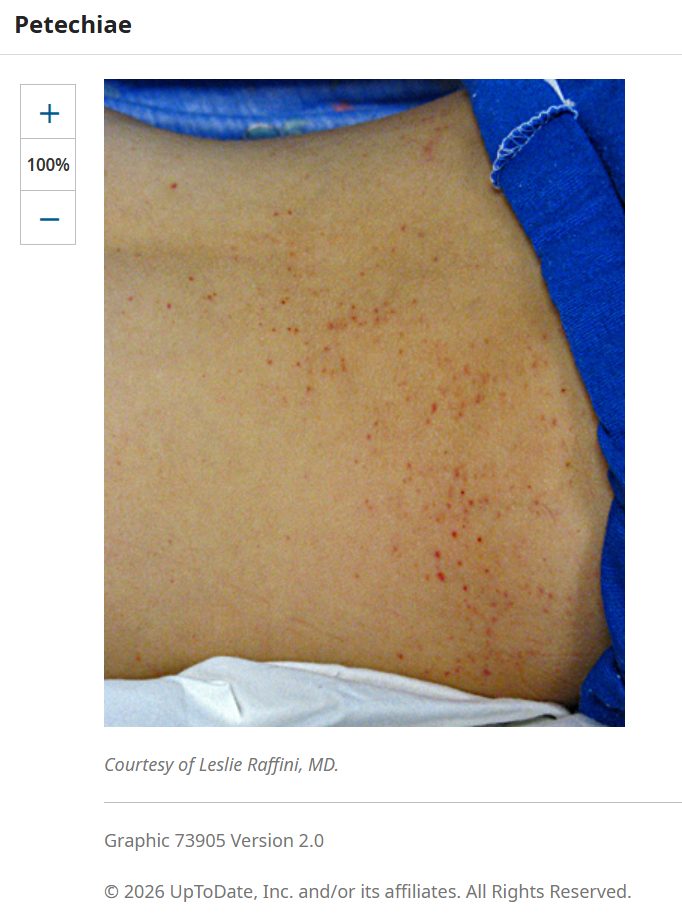 Petechiae
+
100%
−
Courtesy of Leslie Raffini, MD.
Graphic 73905 Version 2.0
© 2026 UpToDate, Inc. and/or its affiliates. All Rights Reserved.